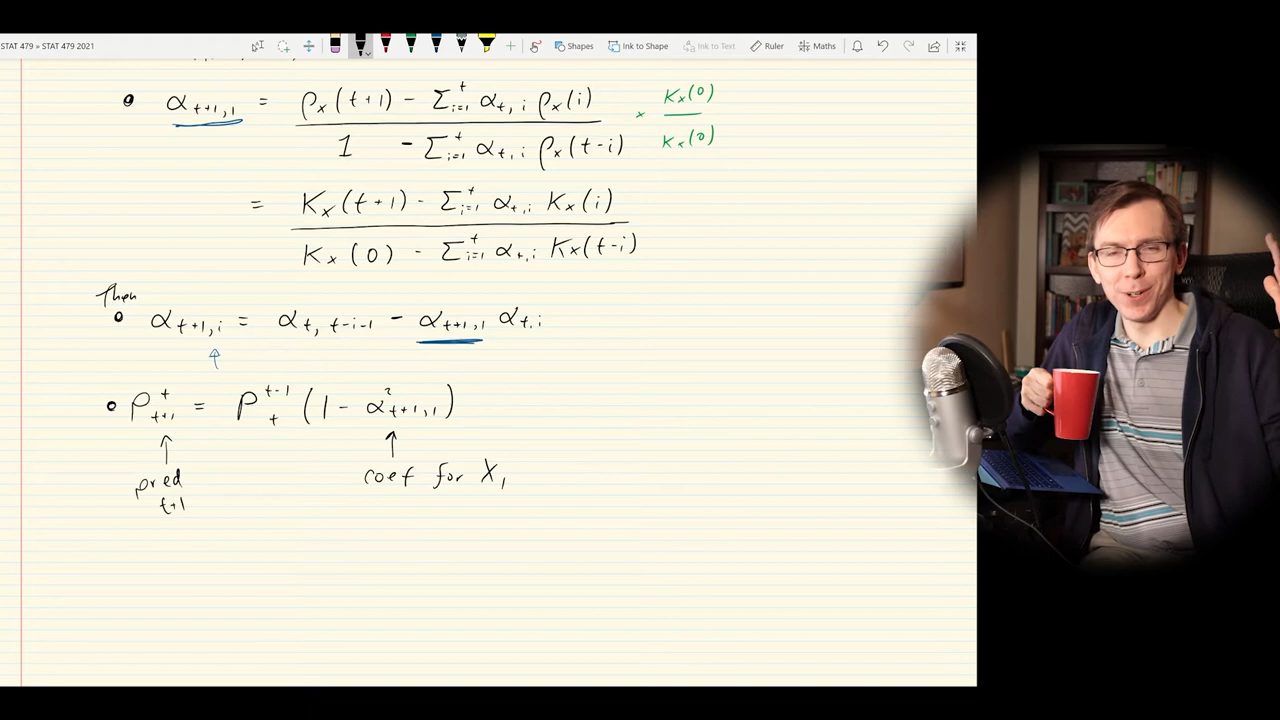 STAT 479 » STAT 479 2021
Shapes Ink to Shape Ink to Text Ruler Maths
α_{t+1,1} = (ρ_x(t+1) - Σ_{i=1}^{t} α_{t,i} ρ_x(i)) / (1 - Σ_{i=1}^{t} α_{t,i} ρ_x(t-i)) × K_x(0) / K_x(0)
= (K_x(t+1) - Σ_{i=1}^{t} α_{t,i} K_x(i)) / (K_x(0) - Σ_{i=1}^{t} α_{t,i} K_x(t-i))
Then
α_{t+1,i} = α_{t,t-i-1} - α_{t+1,1} α_{t,i}
P_{t+1}^{t} = P_{t}^{t-1} (1 - α²_{t+1,1})
pred coef for X_1
t+1